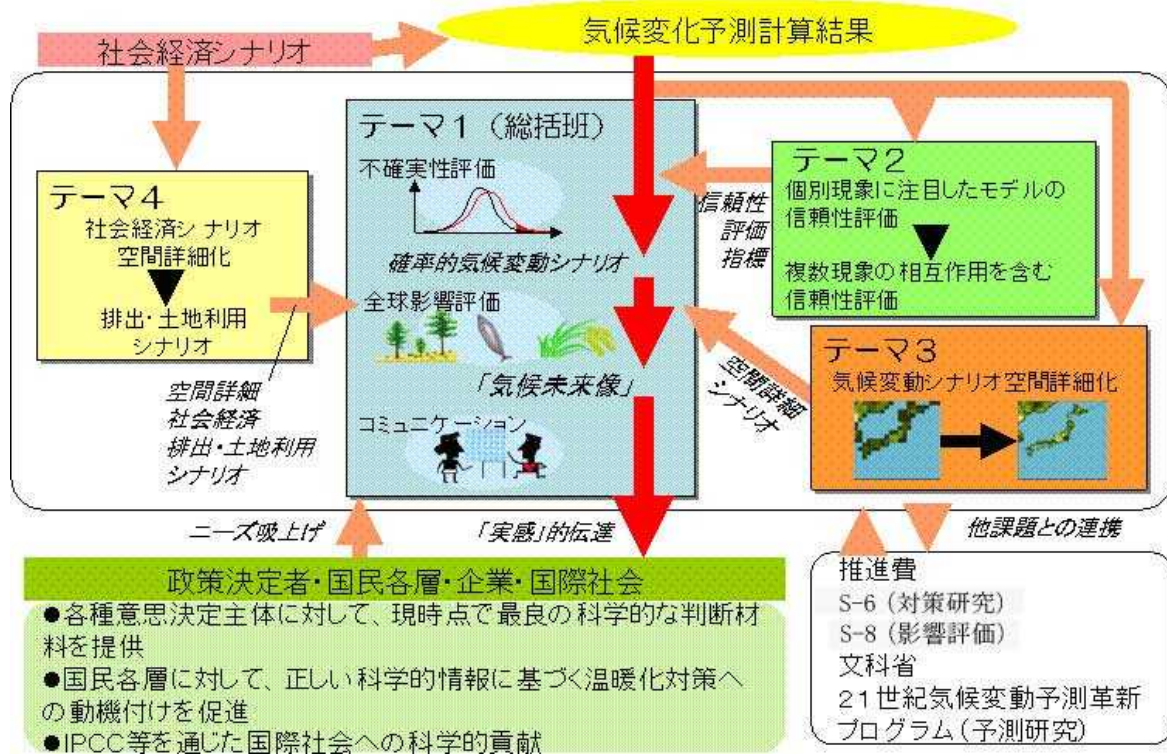 社会経済シナリオ
気候変化予測計算結果
テーマ1（総括班）
不確実性評価
確率的気候変動シナリオ
全球影響評価
「気候未来像」
コミュニケーション
テーマ4
社会経済シナリオ
空間詳細化
排出・土地利用
シナリオ
空間詳細
社会経済
排出・土地利用
シナリオ
テーマ2
個別現象に注目したモデルの
信頼性評価
複数現象の相互作用を含む
信頼性評価
信頼性
評価
指標
テーマ3
気候変動シナリオ空間詳細化
空間詳細
シナリオ
ニーズ吸上げ
「実感」的伝達
他課題との連携
政策決定者・国民各層・企業・国際社会
●各種意思決定主体に対して、現時点で最良の科学的な判断材
料を提供
●国民各層に対して、正しい科学的情報に基づく温暖化対策へ
の動機付けを促進
●IPCC等を通じた国際社会への科学的貢献
推進費
S-6（対策研究）
S-8（影響評価）
文科省
21世紀気候変動予測革新
プログラム（予測研究）